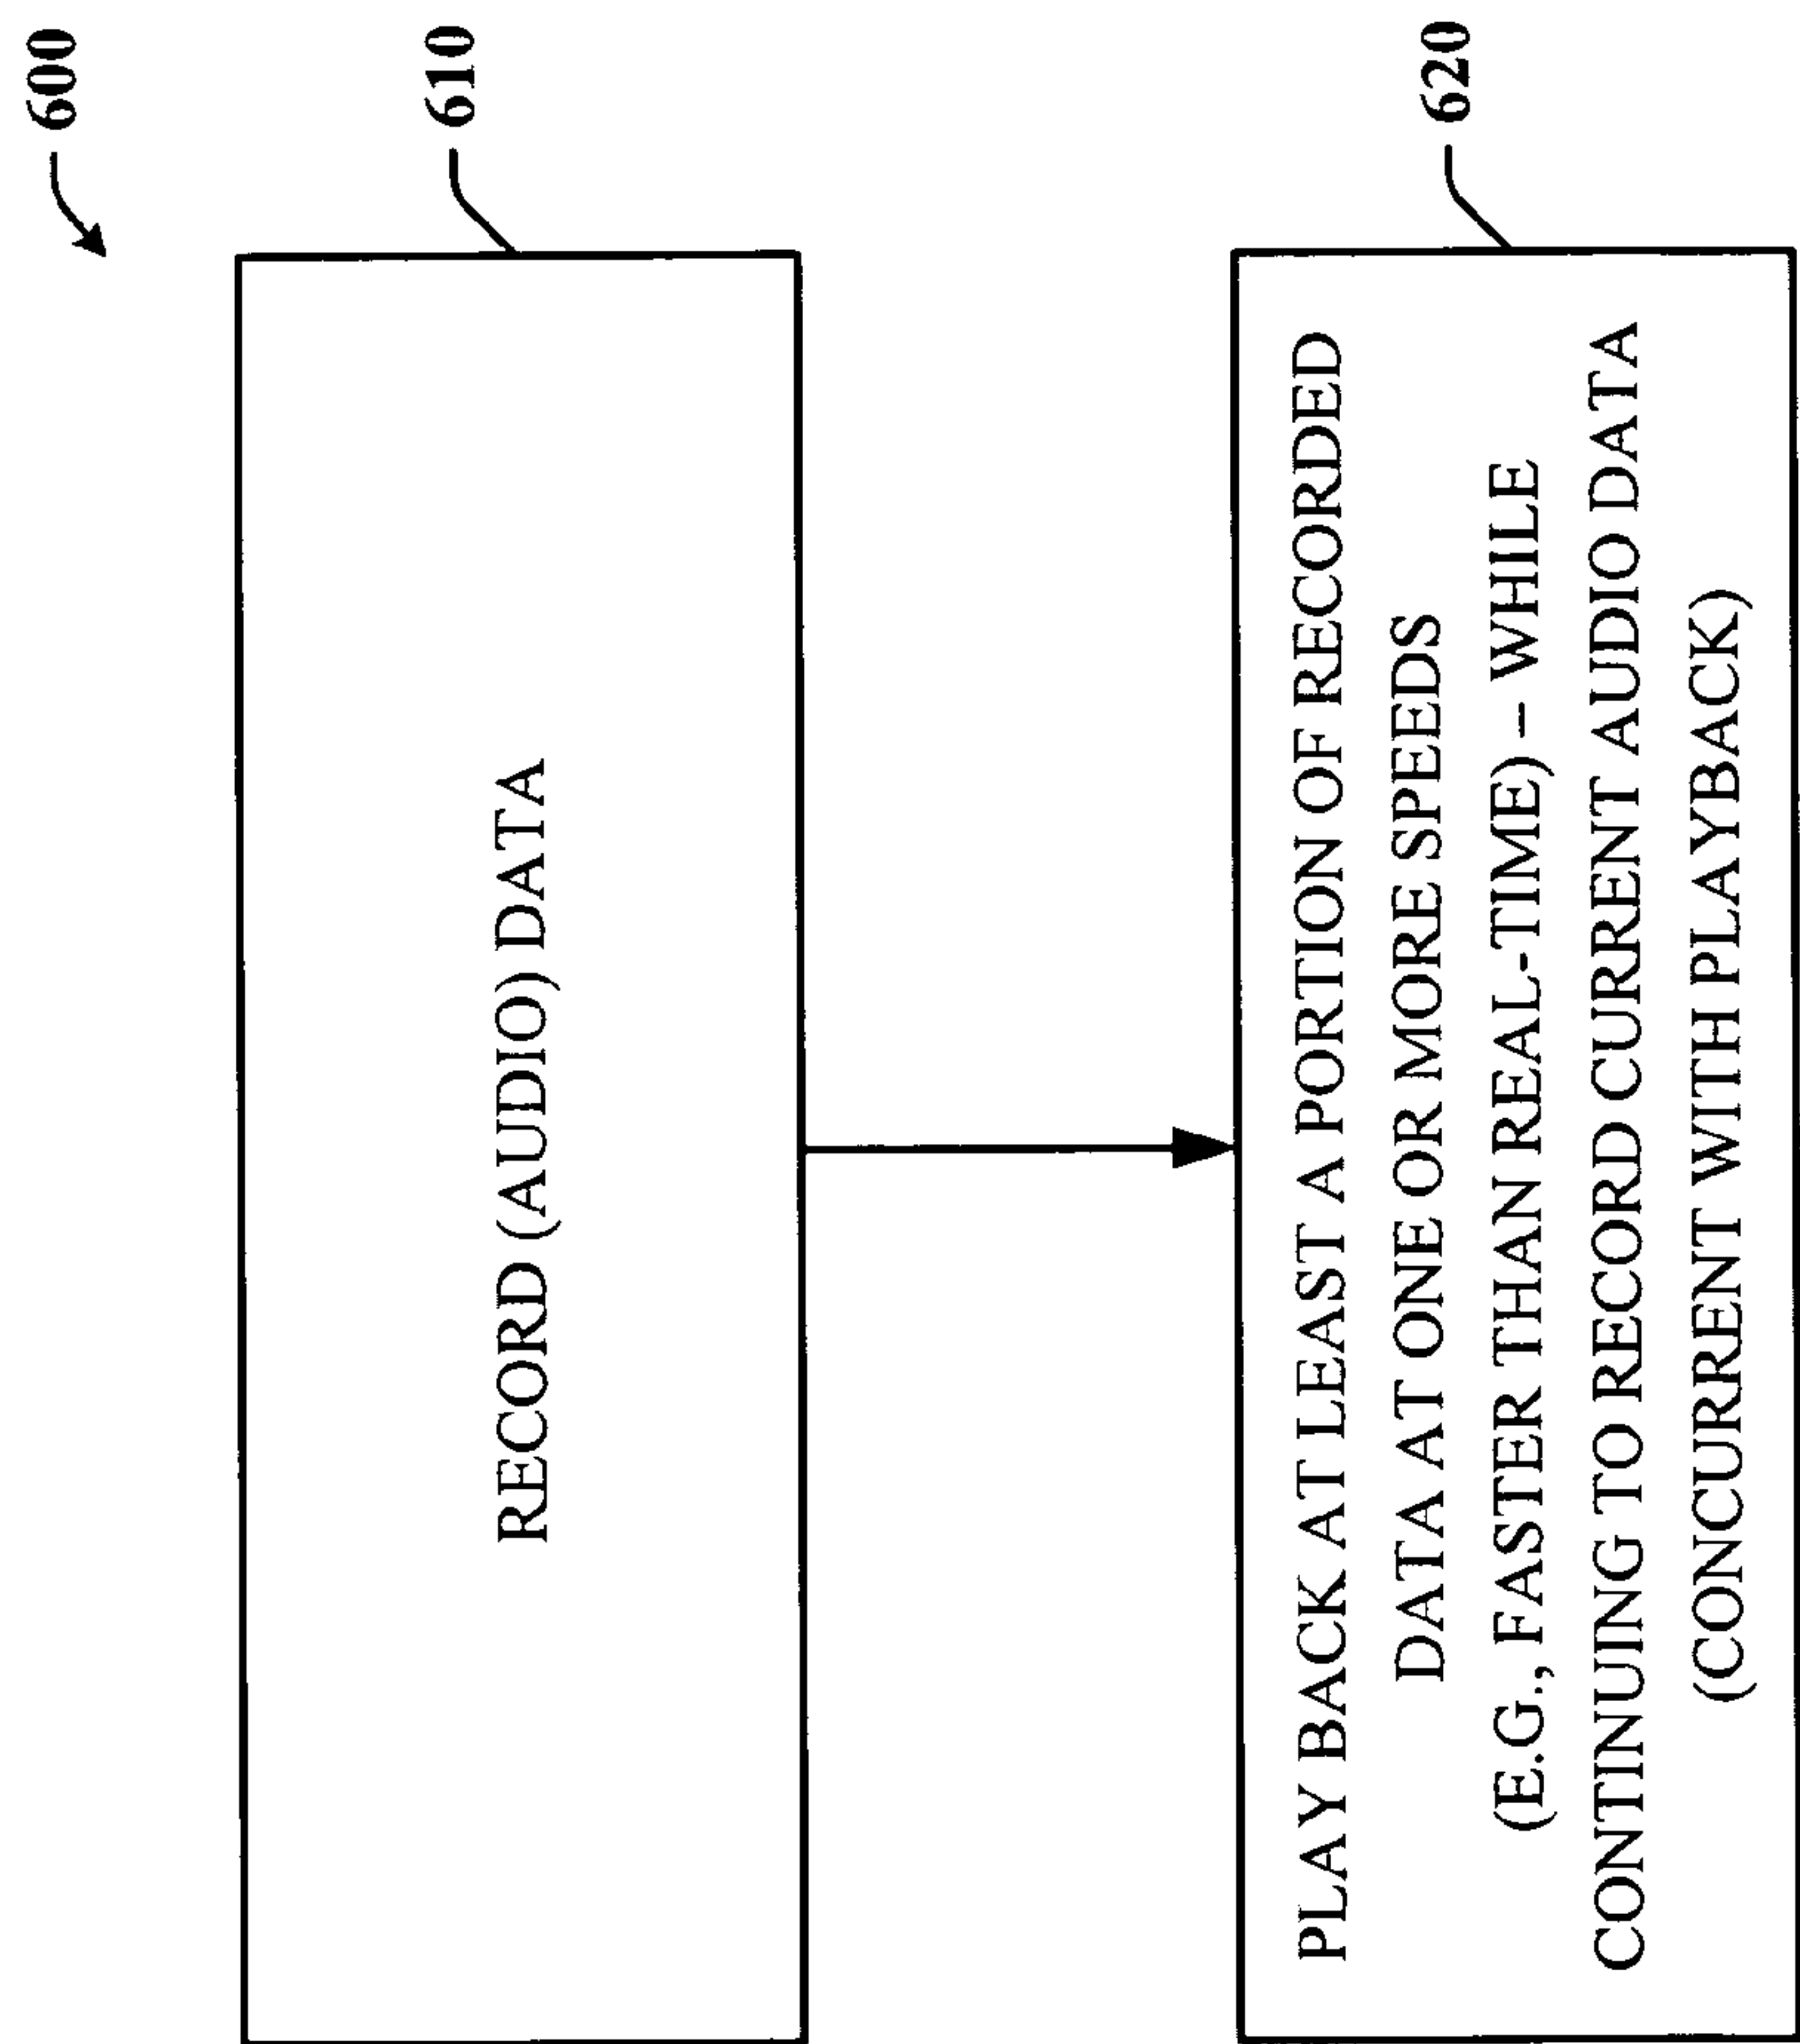 600
610
RECORD (AUDIO) DATA
620
PLAY BACK AT LEAST A PORTION OF RECORDED
DATA AT ONE OR MORE SPEEDS
(E.G., FASTER THAN REAL-TIME) – WHILE
CONTINUING TO RECORD CURRENT AUDIO DATA
(CONCURRENT WITH PLAYBACK)